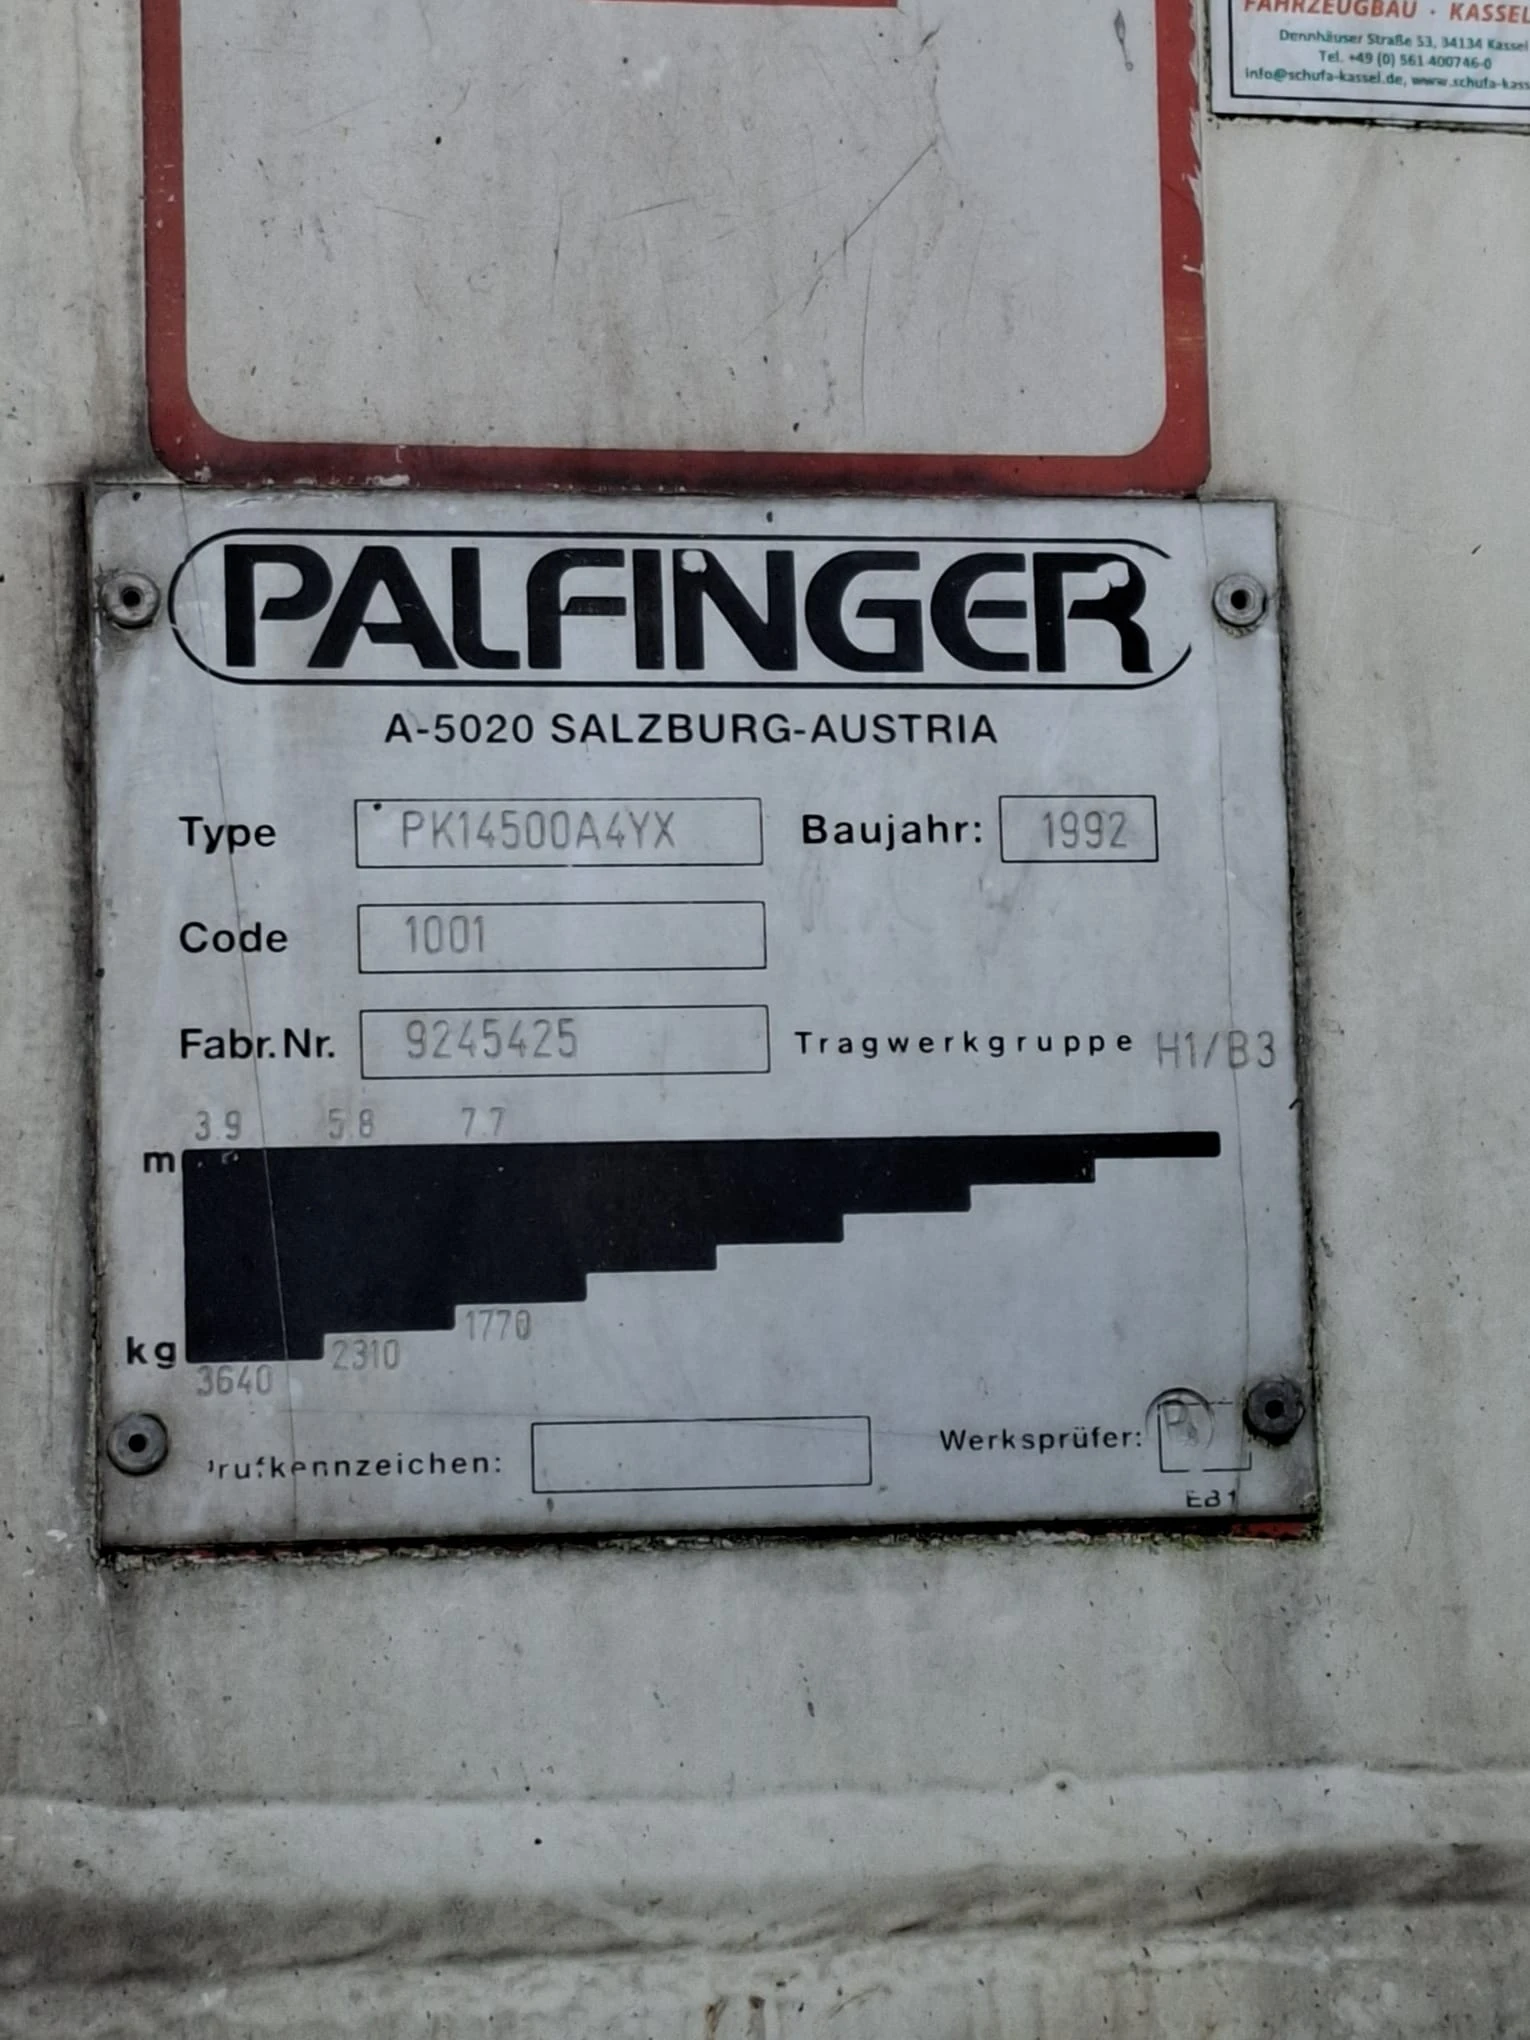 FAHRZEUGBAU · KASSEL
Dennhäuser Straße 53, 34134 Kassel
Tel. +49 (0) 561 400746-0
info@schufa-kassel.de, www.schufa-kass
PALFINGER
A-5020 SALZBURG-AUSTRIA
Type PK14500A4YX Baujahr: 1992
Code 1001
Fabr.Nr. 9245425 Tragwerkgruppe H1/B3
3.9 5.8 7.7
m
1770
kg 2310
3640
rufkennzeichen: Werksprüfer:
EB1